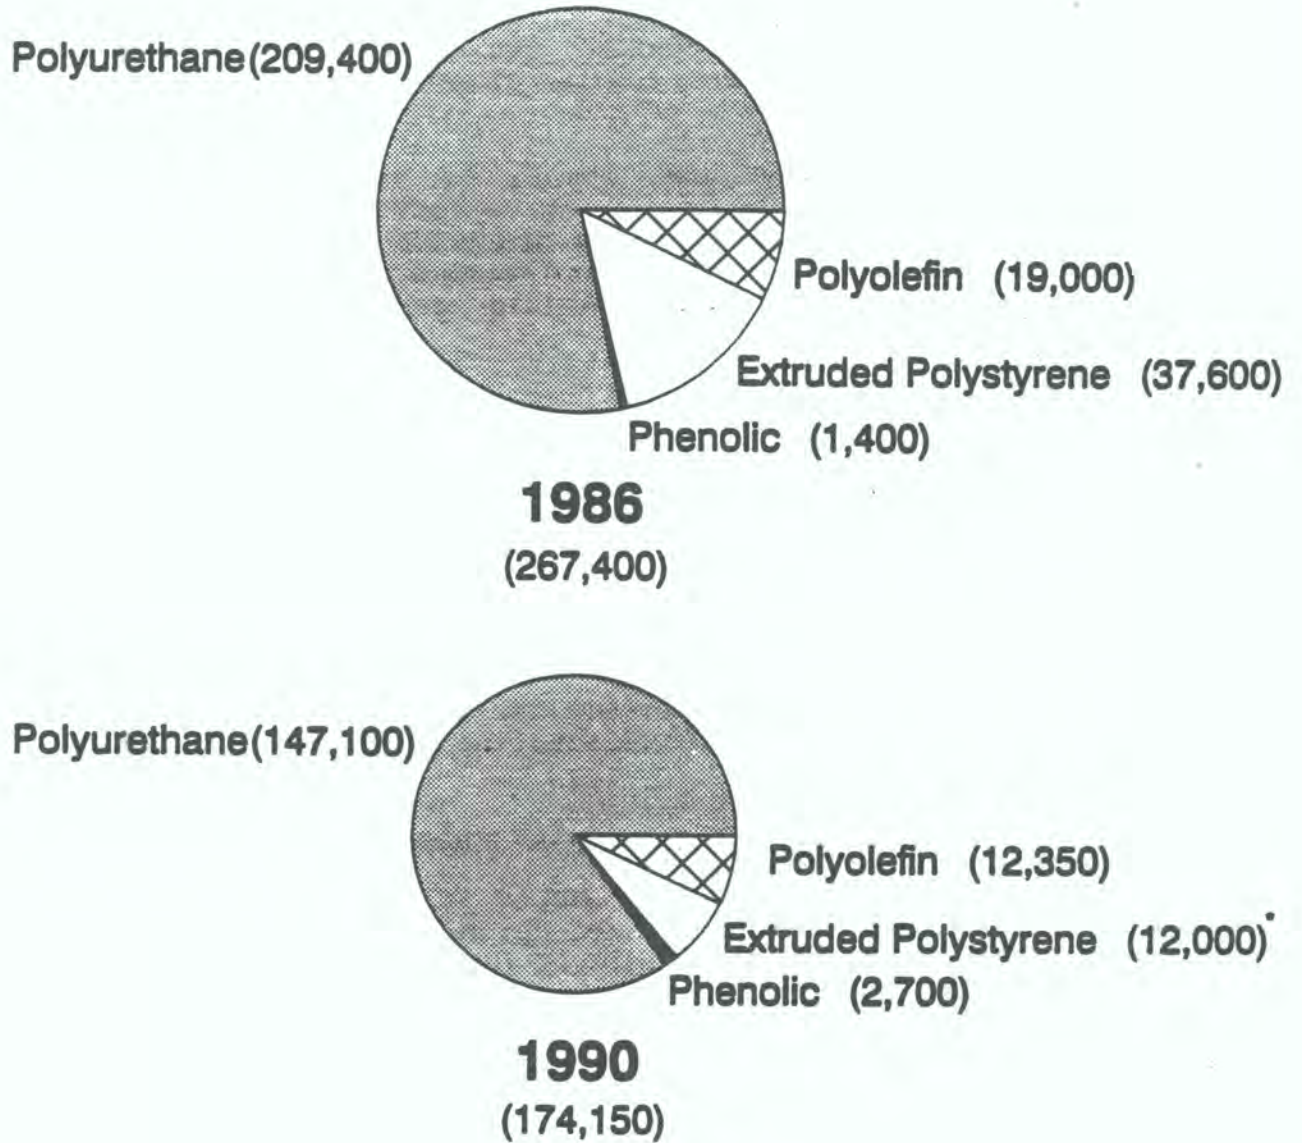 Polyurethane (209,400)
Polyolefin (19,000)
Extruded Polystyrene (37,600)
Phenolic (1,400)
1986
(267,400)
Polyurethane (147,100)
Polyolefin (12,350)
Extruded Polystyrene (12,000)*
Phenolic (2,700)
1990
(174,150)